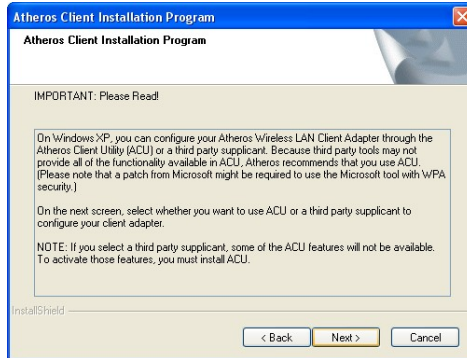 Atheros Client Installation Program
Atheros Client Installation Program
IMPORTANT: Please Read!
On Windows XP, you can configure your Atheros Wireless LAN Client Adapter through the
Atheros Client Utility (ACU) or a third party supplicant. Because third party tools may not
provide all of the functionality available in ACU, Atheros recommends that you use ACU.
(Please note that a patch from Microsoft might be required to use the Microsoft tool with WPA
security.)
On the next screen, select whether you want to use ACU or a third party supplicant to
configure your client adapter.
NOTE: If you select a third party supplicant, some of the ACU features will not be available.
To activate those features, you must install ACU.
InstallShield
< Back
Next >
Cancel